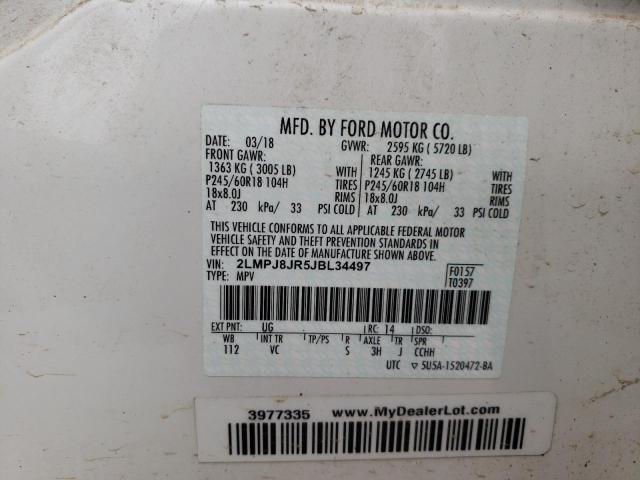 MFD. BY FORD MOTOR CO.
DATE: 03/18 GVWR: 2595 KG ( 5720 LB)
FRONT GAWR: REAR GAWR:
1363 KG ( 3005 LB) WITH 1245 KG ( 2745 LB) WITH
P245/60R18 104H TIRES P245/60R18 104H TIRES
18x8.0J RIMS 18x8.0J RIMS
AT 230 kPa/ 33 PSI COLD AT 230 kPa/ 33 PSI COLD
THIS VEHICLE CONFORMS TO ALL APPLICABLE FEDERAL MOTOR
VEHICLE SAFETY AND THEFT PREVENTION STANDARDS IN
EFFECT ON THE DATE OF MANUFACTURE SHOWN ABOVE.
VIN: 2LMPJ8JR5JBL34497 F0157
TYPE: MPV T0397
EXT PNT: UG RC: 14 DSO:
WB INT TR TP/PS R AXLE TR SPR
112 VC S 3H J CCHH
UTC ▽ 5U5A-1520472-BA
3977335 www.MyDealerLot.com